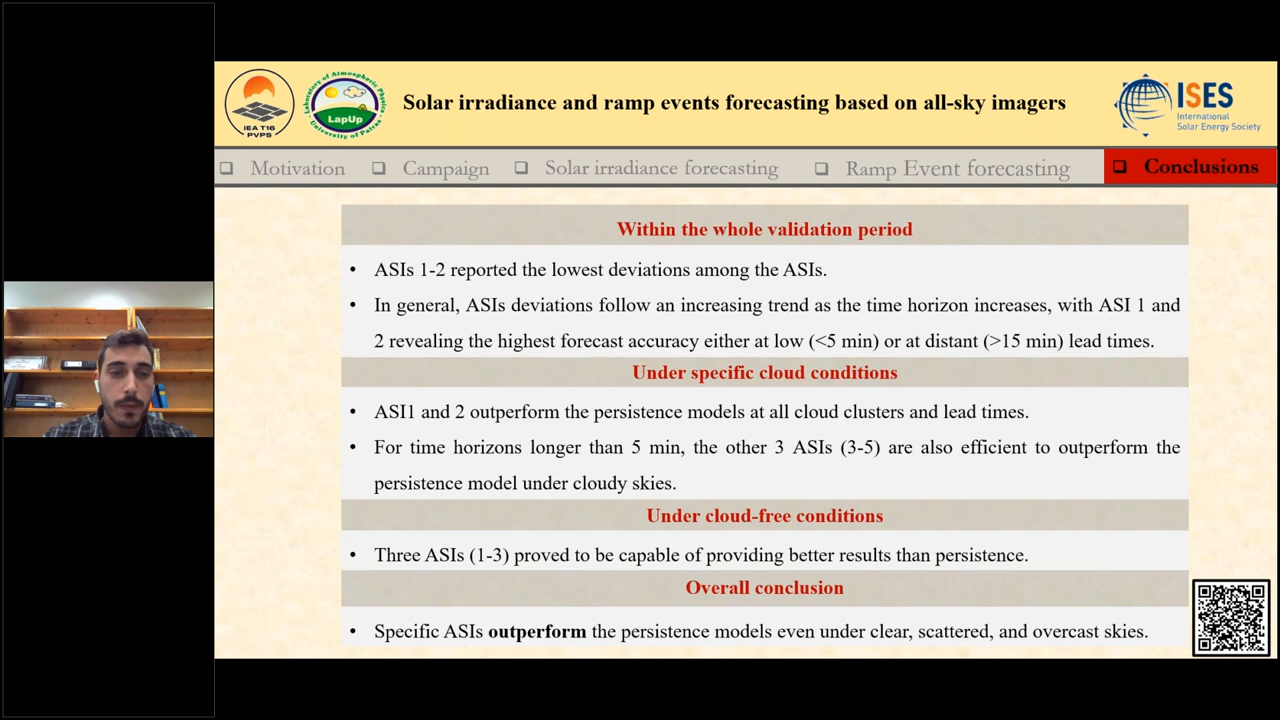 IEA T16
PVPS
Laboratory of Atmospheric Physics
LapUp
University of Patras
Solar irradiance and ramp events forecasting based on all-sky imagers
ISES
International
Solar Energy Society
Motivation
Campaign
Solar irradiance forecasting
Ramp Event forecasting
Conclusions
Within the whole validation period
• ASIs 1-2 reported the lowest deviations among the ASIs.
• In general, ASIs deviations follow an increasing trend as the time horizon increases, with ASI 1 and
2 revealing the highest forecast accuracy either at low (<5 min) or at distant (>15 min) lead times.
Under specific cloud conditions
• ASI1 and 2 outperform the persistence models at all cloud clusters and lead times.
• For time horizons longer than 5 min, the other 3 ASIs (3-5) are also efficient to outperform the
persistence model under cloudy skies.
Under cloud-free conditions
• Three ASIs (1-3) proved to be capable of providing better results than persistence.
Overall conclusion
• Specific ASIs outperform the persistence models even under clear, scattered, and overcast skies.